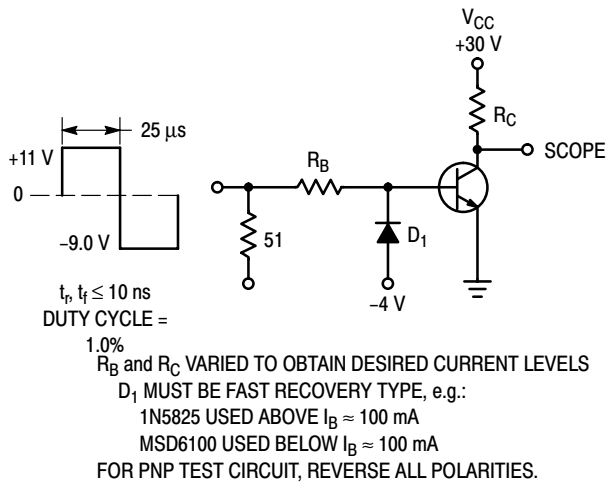 V_CC
+30 V
25 µs
+11 V
0
−9.0 V
R_B
R_C
SCOPE
51
D₁
−4 V
t_r, t_f ≤ 10 ns
DUTY CYCLE =
1.0%
R_B and R_C VARIED TO OBTAIN DESIRED CURRENT LEVELS
D₁ MUST BE FAST RECOVERY TYPE, e.g.:
1N5825 USED ABOVE I_B ≈ 100 mA
MSD6100 USED BELOW I_B ≈ 100 mA
FOR PNP TEST CIRCUIT, REVERSE ALL POLARITIES.